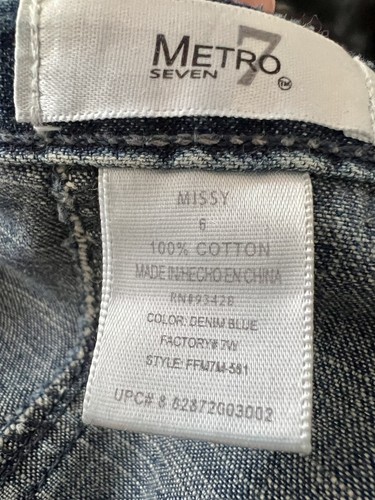 METRO 7
SEVEN TM
MISSY
6
100% COTTON
MADE IN/HECHO EN CHINA
RN#93428
COLOR: DENIM BLUE
FACTORY# 7W
STYLE: FFM7M-581
UPC# 8 82872003002